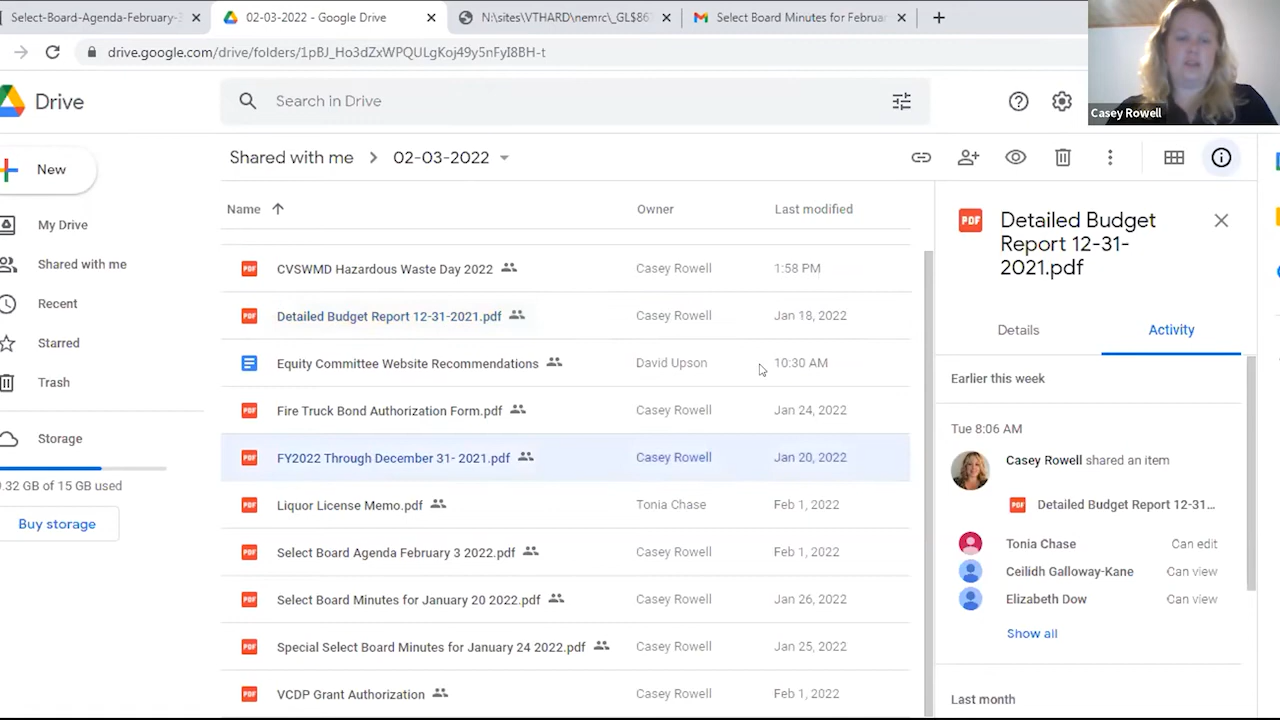 Select-Board-Agenda-February-
02-03-2022 - Google Drive
N:\sites\VTHARD\nemrc\_GL$86
Select Board Minutes for Februar
drive.google.com/drive/folders/1pBJ_Ho3dZxWPQULgKoj49y5nFyI8BH-t
Casey Rowell
Drive
Search in Drive
New
Shared with me > 02-03-2022
My Drive
Shared with me
Recent
Starred
Trash
Storage
.32 GB of 15 GB used
Buy storage
Name Owner Last modified
CVSWMD Hazardous Waste Day 2022 Casey Rowell 1:58 PM
Detailed Budget Report 12-31-2021.pdf Casey Rowell Jan 18, 2022
Equity Committee Website Recommendations David Upson 10:30 AM
Fire Truck Bond Authorization Form.pdf Casey Rowell Jan 24, 2022
FY2022 Through December 31- 2021.pdf Casey Rowell Jan 20, 2022
Liquor License Memo.pdf Tonia Chase Feb 1, 2022
Select Board Agenda February 3 2022.pdf Casey Rowell Feb 1, 2022
Select Board Minutes for January 20 2022.pdf Casey Rowell Jan 26, 2022
Special Select Board Minutes for January 24 2022.pdf Casey Rowell Jan 25, 2022
VCDP Grant Authorization Casey Rowell Feb 1, 2022
PDF Detailed Budget
Report 12-31-
2021.pdf
Details Activity
Earlier this week
Tue 8:06 AM
Casey Rowell shared an item
Detailed Budget Report 12-31...
Tonia Chase Can edit
Ceilidh Galloway-Kane Can view
Elizabeth Dow Can view
Show all
Last month